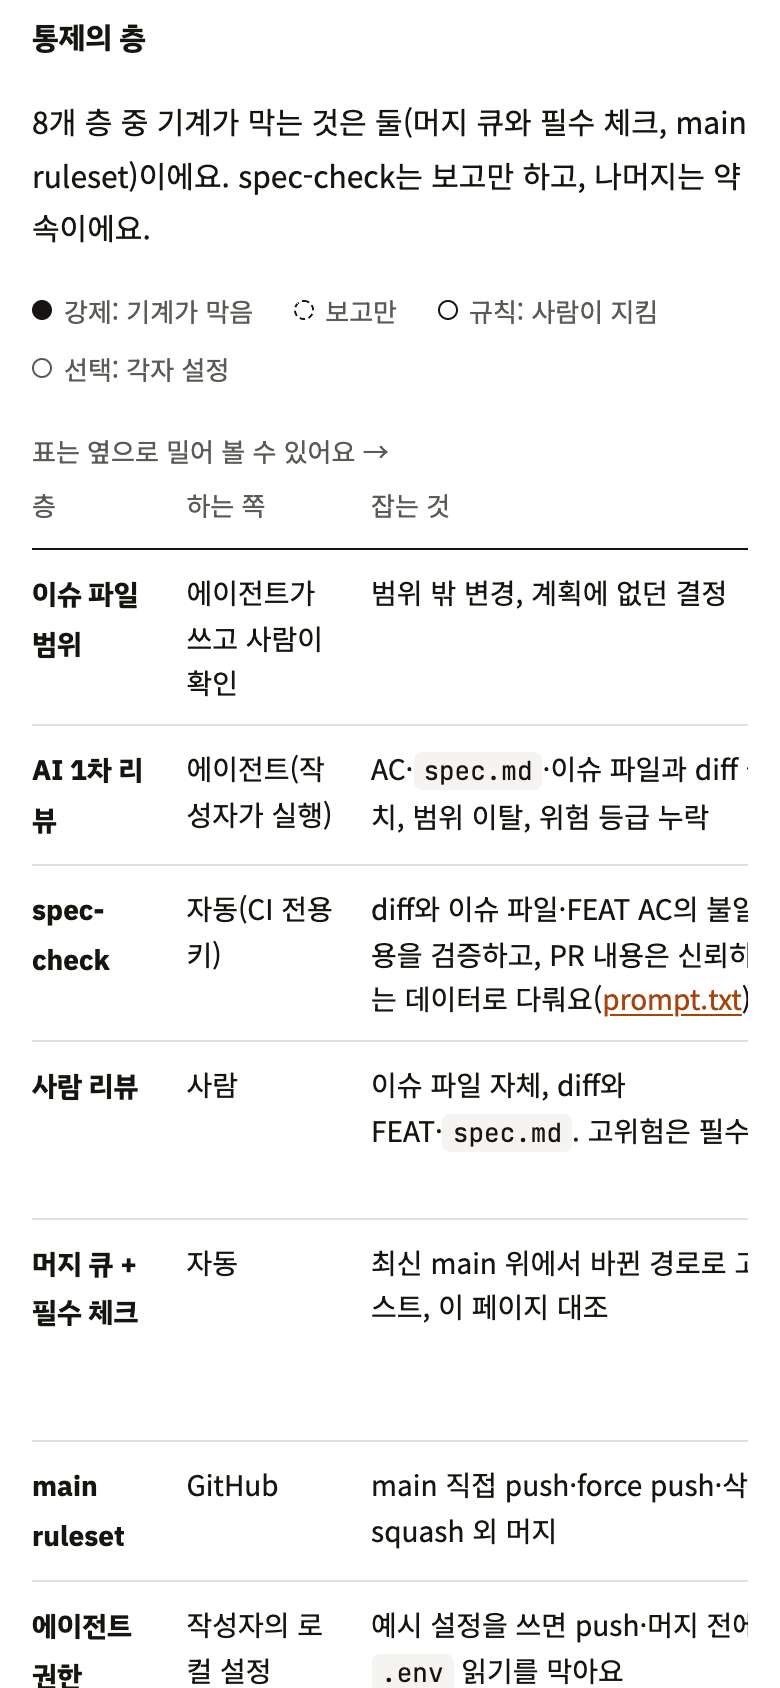 통제의 층
8개 층 중 기계가 막는 것은 둘(머지 큐와 필수 체크, main
ruleset)이에요. spec-check는 보고만 하고, 나머지는 약
속이에요.
강제: 기계가 막음 보고만 규칙: 사람이 지킴
선택: 각자 설정
표는 옆으로 밀어 볼 수 있어요 →
층 하는 쪽 잡는 것
이슈 파일 에이전트가 범위 밖 변경, 계획에 없던 결정
범위 쓰고 사람이
확인
AI 1차 리 에이전트(작 AC·spec.md·이슈 파일과 diff
뷰 성자가 실행) 치, 범위 이탈, 위험 등급 누락
spec- 자동(CI 전용 diff와 이슈 파일·FEAT AC의
check 키) 용을 검증하고, PR 내용은
는 데이터로 다뤄요(prompt.txt)
사람 리뷰 사람 이슈 파일 자체, diff와
FEAT·spec.md. 고위험은 필수
머지 큐 + 자동 최신 main 위에서 바뀐 경로로
필수 체크 스트, 이 페이지 대조
main GitHub main 직접 push·force push·삭
ruleset squash 외 머지
에이전트 작성자의 로 예시 설정을 쓰면 push·머지
권한 컬 설정 .env 읽기를 막아요